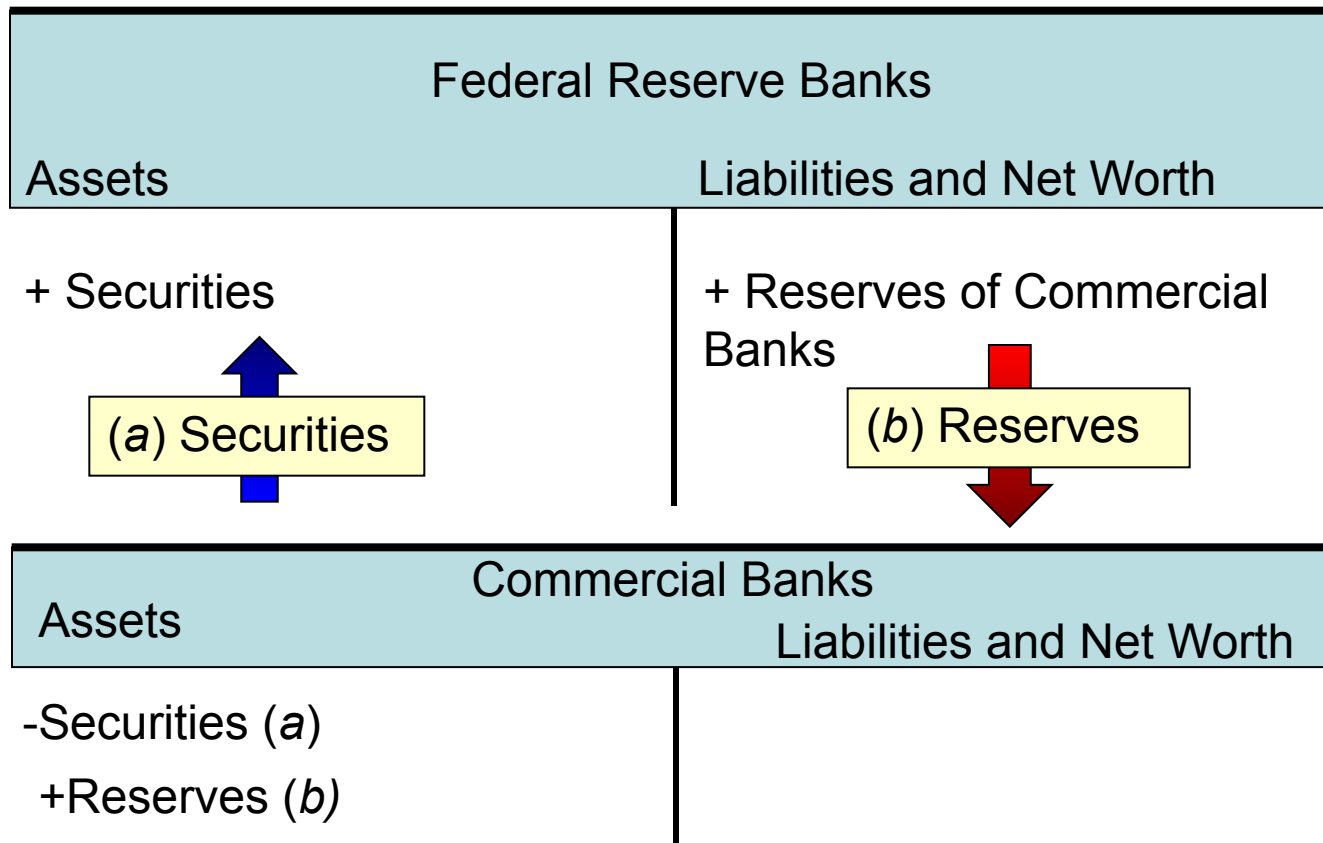 Federal Reserve Banks
Assets
Liabilities and Net Worth
+ Securities
+ Reserves of Commercial
Banks
(a) Securities
(b) Reserves
Commercial Banks
Assets
Liabilities and Net Worth
-Securities (a)
+Reserves (b)